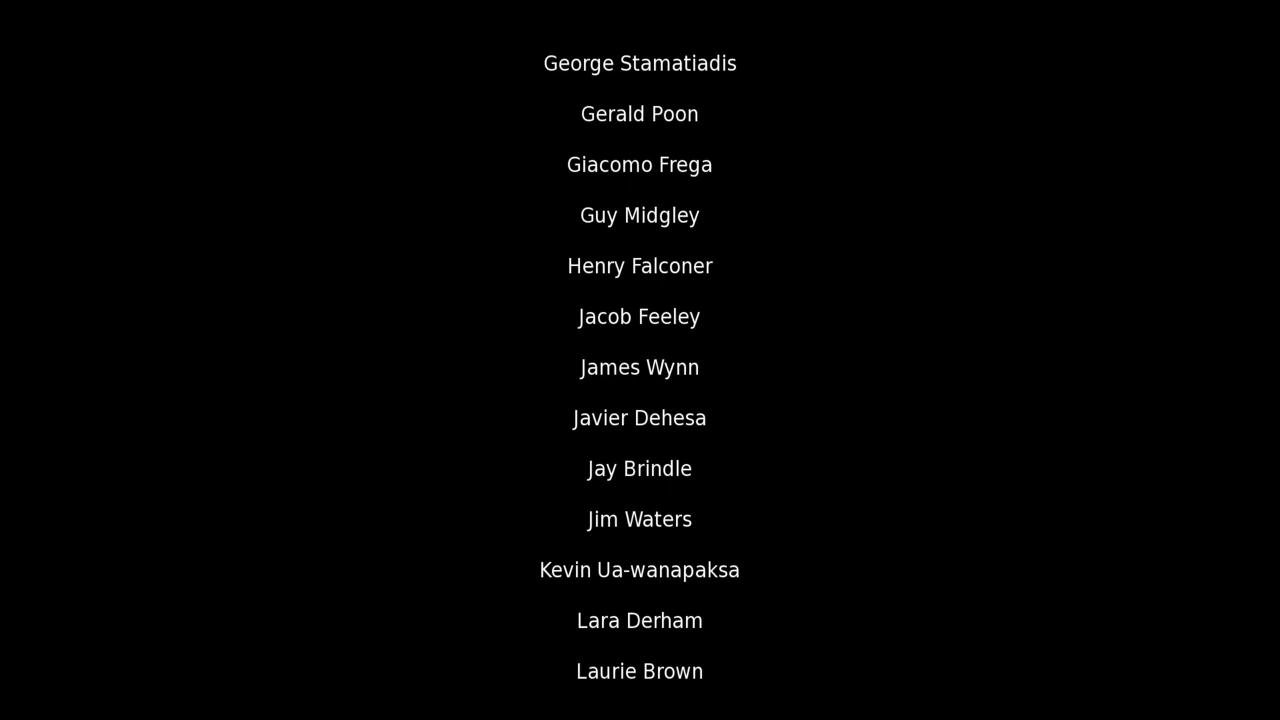 George Stamatiadis
Gerald Poon
Giacomo Frega
Guy Midgley
Henry Falconer
Jacob Feeley
James Wynn
Javier Dehesa
Jay Brindle
Jim Waters
Kevin Ua-wanapaksa
Lara Derham
Laurie Brown